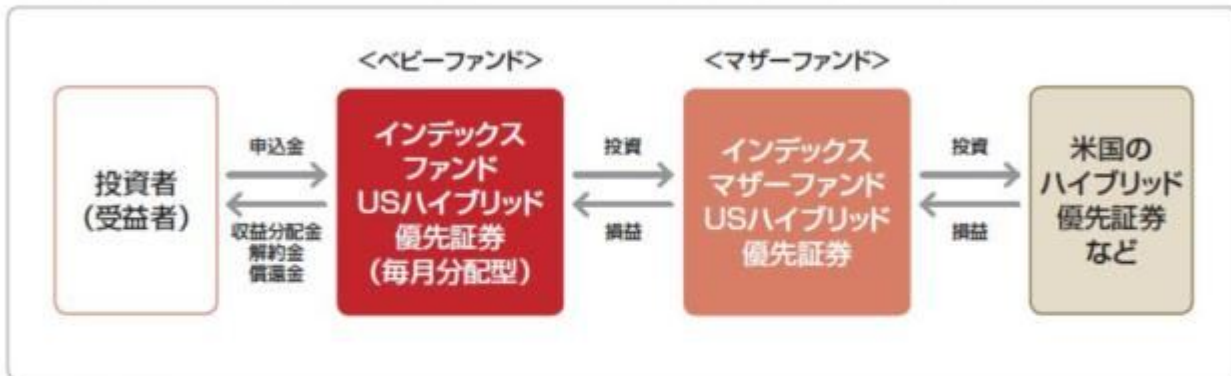 <ベビーファンド>
<マザーファンド>
投資者
(受益者)
申込金
収益分配金
解約金
償還金
インデックス
ファンド
USハイブリッド
優先証券
(毎月分配型)
投資
損益
インデックス
マザーファンド
USハイブリッド
優先証券
投資
損益
米国の
ハイブリッド
優先証券
など